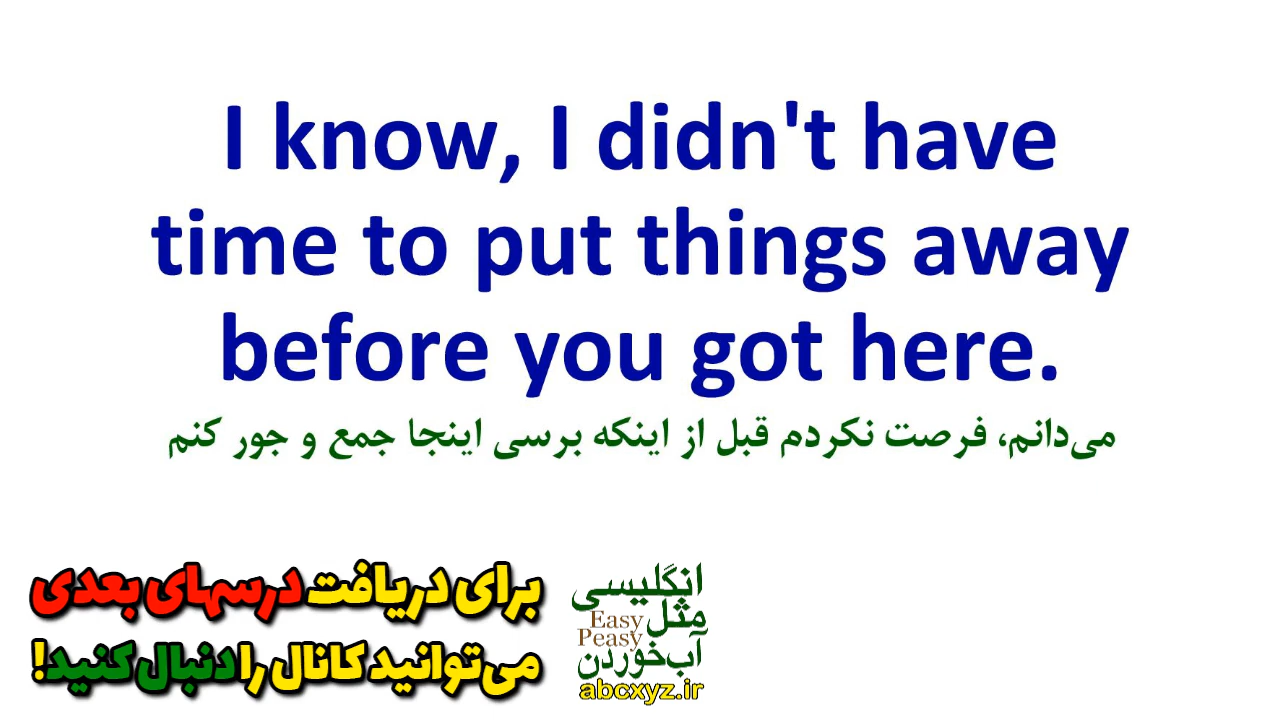 I know, I didn't have
time to put things away
before you got here.
می‌دانم، فرصت نکردم قبل از اینکه برسی اینجا جمع و جور کنم
برای دریافت درسهای بعدی
می‌توانید کانال را دنبال کنید!
انگلیسی
مثل
Easy
Peasy
آب‌خوردن
abcxyz.ir